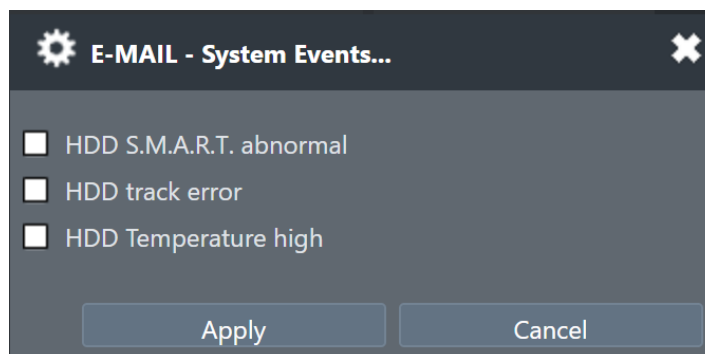 E-MAIL - System Events...
HDD S.M.A.R.T. abnormal
HDD track error
HDD Temperature high
Apply Cancel